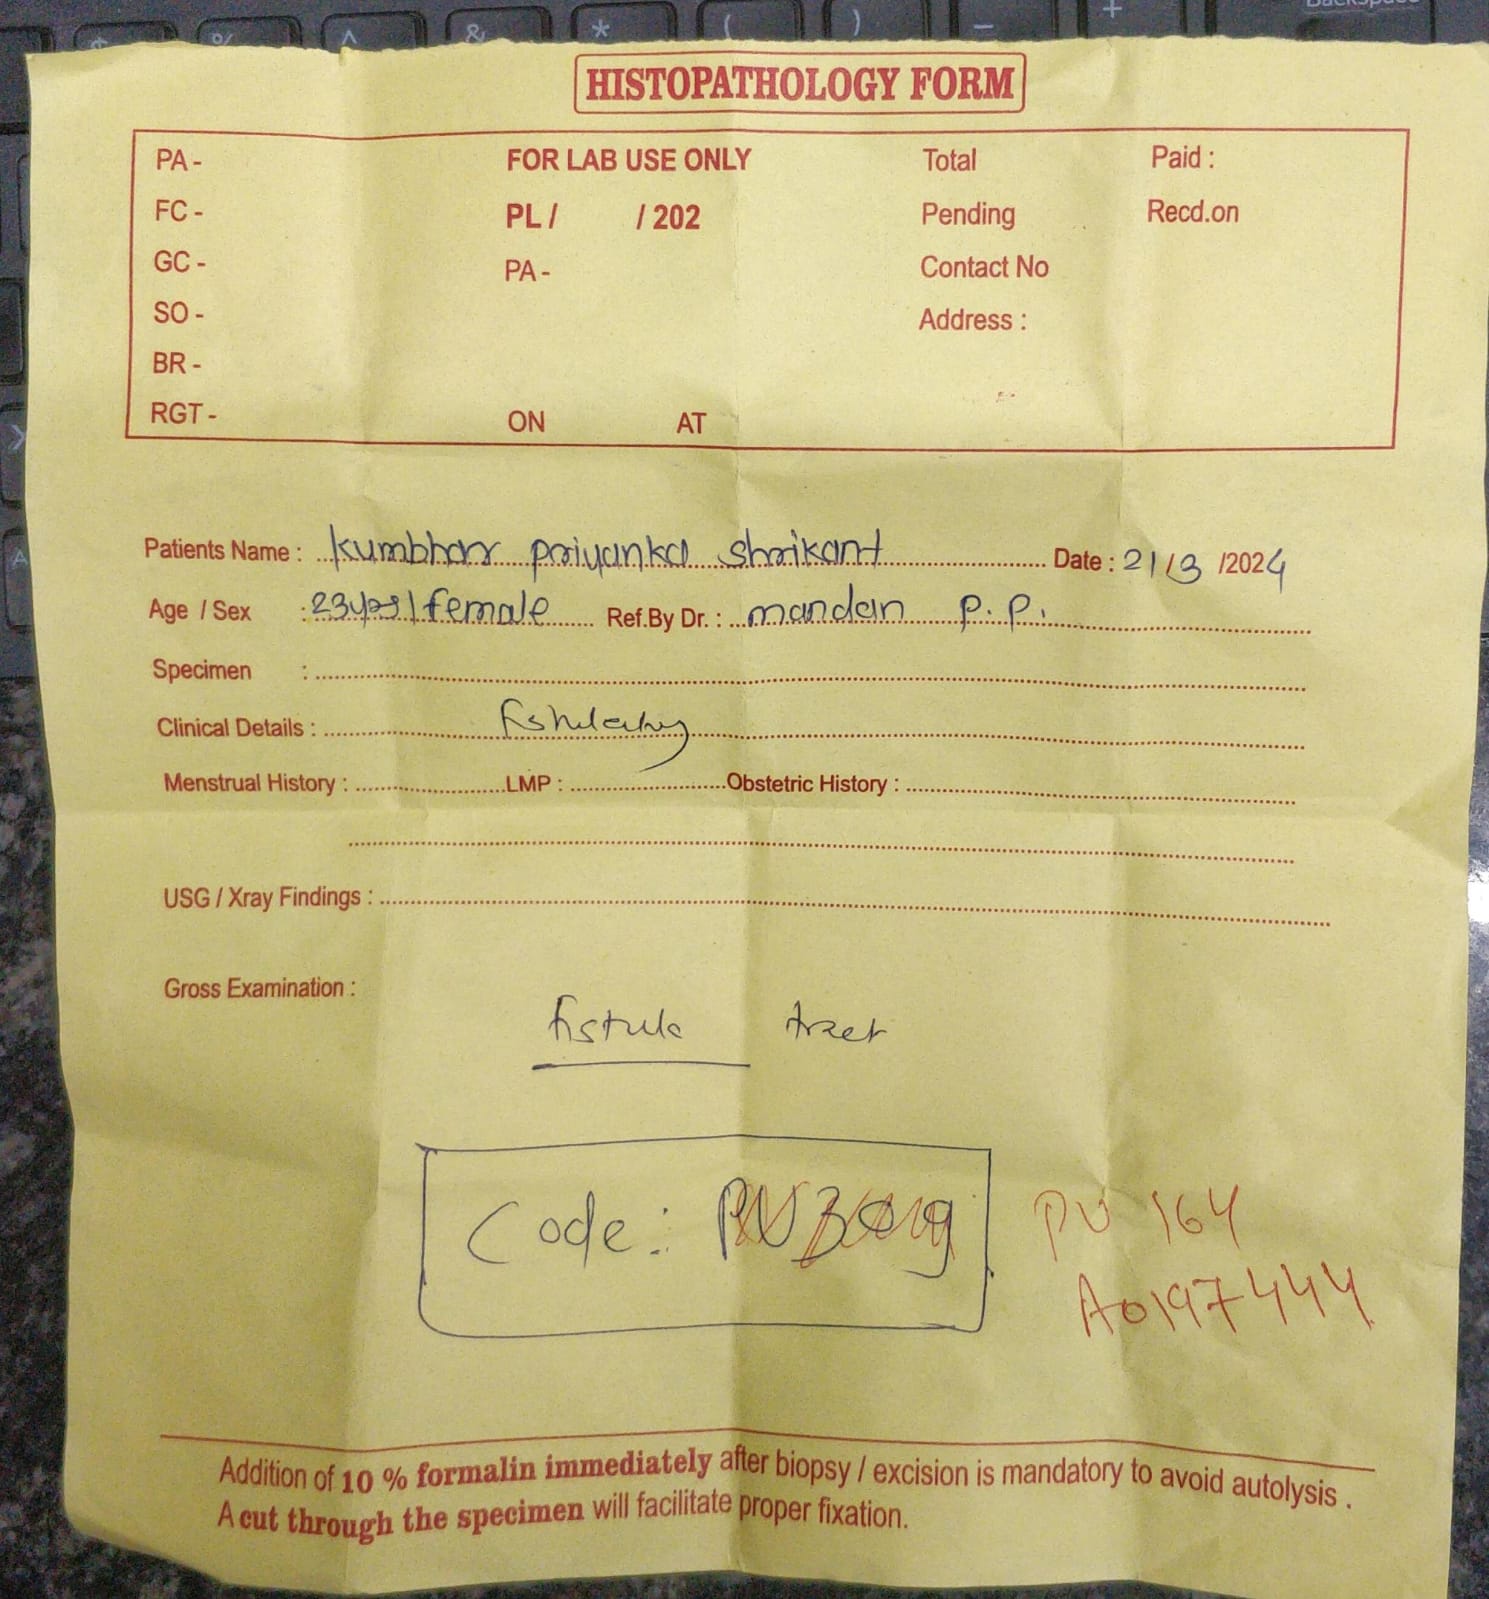 HISTOPATHOLOGY FORM
PA -
FC -
GC -
SO -
BR -
RGT -
FOR LAB USE ONLY
PL / / 202
PA -
ON AT
Total Paid :
Pending Recd.on
Contact No
Address :
Patients Name : Kumbhar priyanka Shrikant Date : 21/3 /2024
Age / Sex : 23yrs/female Ref.By Dr. : mandan p.p.
Specimen :
Clinical Details :
Menstrual History : LMP : Obstetric History :
USG / Xray Findings :
Gross Examination :
fistula tract
Code: PU3009 PU 164
A0197444
Addition of 10 % formalin immediately after biopsy / excision is mandatory to avoid autolysis .
A cut through the specimen will facilitate proper fixation.